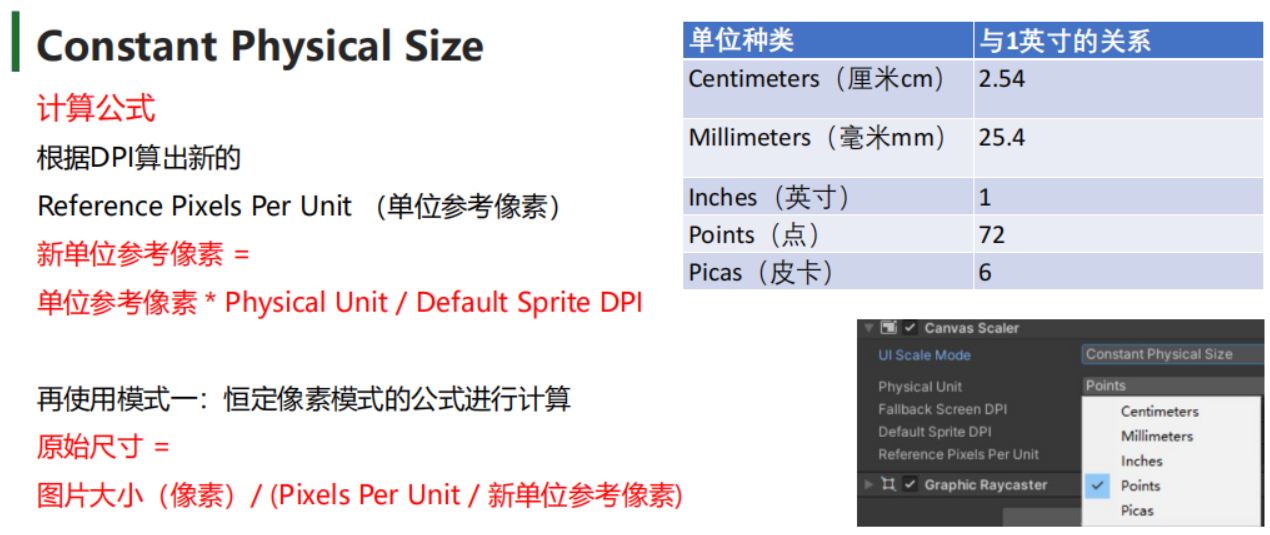 Constant Physical Size
计算公式
根据DPI算出新的
Reference Pixels Per Unit （单位参考像素）
新单位参考像素 =
单位参考像素 * Physical Unit / Default Sprite DPI
再使用模式一：恒定像素模式的公式进行计算
原始尺寸 =
图片大小（像素）/ (Pixels Per Unit / 新单位参考像素)
单位种类 与1英寸的关系
Centimeters（厘米cm） 2.54
Millimeters（毫米mm） 25.4
Inches（英寸） 1
Points（点） 72
Picas（皮卡） 6
Canvas Scaler
UI Scale Mode Constant Physical Size
Physical Unit Points
Fallback Screen DPI
Default Sprite DPI
Reference Pixels Per Unit
Graphic Raycaster
Centimeters
Millimeters
Inches
Points
Picas